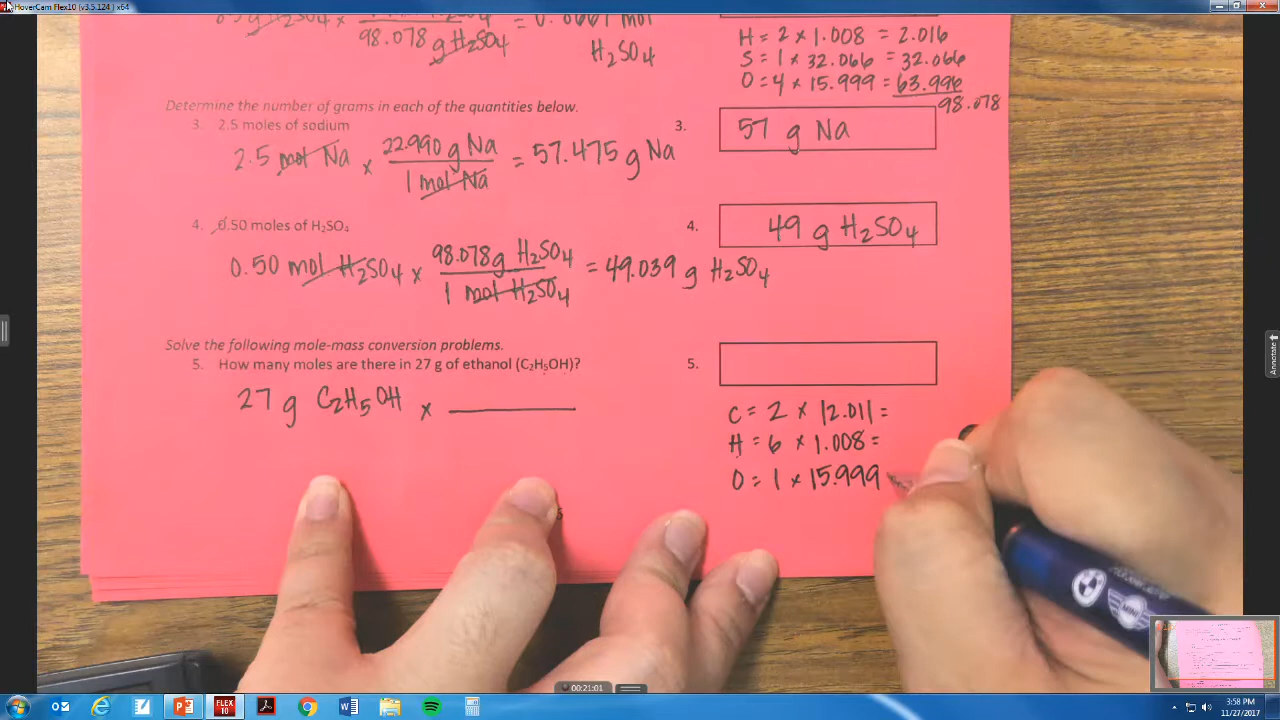 HoverCam Flex10 (v3.5.124) x64
98.078 g H₂SO₄
H₂SO₄
H = 2 × 1.008 = 2.016
S = 1 × 32.066 = 32.066
O = 4 × 15.999 = 63.996
98.078
Determine the number of grams in each of the quantities below.
3. 2.5 moles of sodium
2.5 mol Na × 22.990 g Na / 1 mol Na = 57.475 g Na
3. 57 g Na
4. 0.50 moles of H₂SO₄
0.50 mol H₂SO₄ × 98.078g H₂SO₄ / 1 mol H₂SO₄ = 49.039 g H₂SO₄
4. 49 g H₂SO₄
Solve the following mole-mass conversion problems.
5. How many moles are there in 27 g of ethanol (C₂H₅OH)?
5.
27 g C₂H₅OH ×
C = 2 × 12.011 =
H = 6 × 1.008 =
O = 1 × 15.999
MINI
Annotate
00:21:01
FLEX 10
3:58 PM
11/27/2017